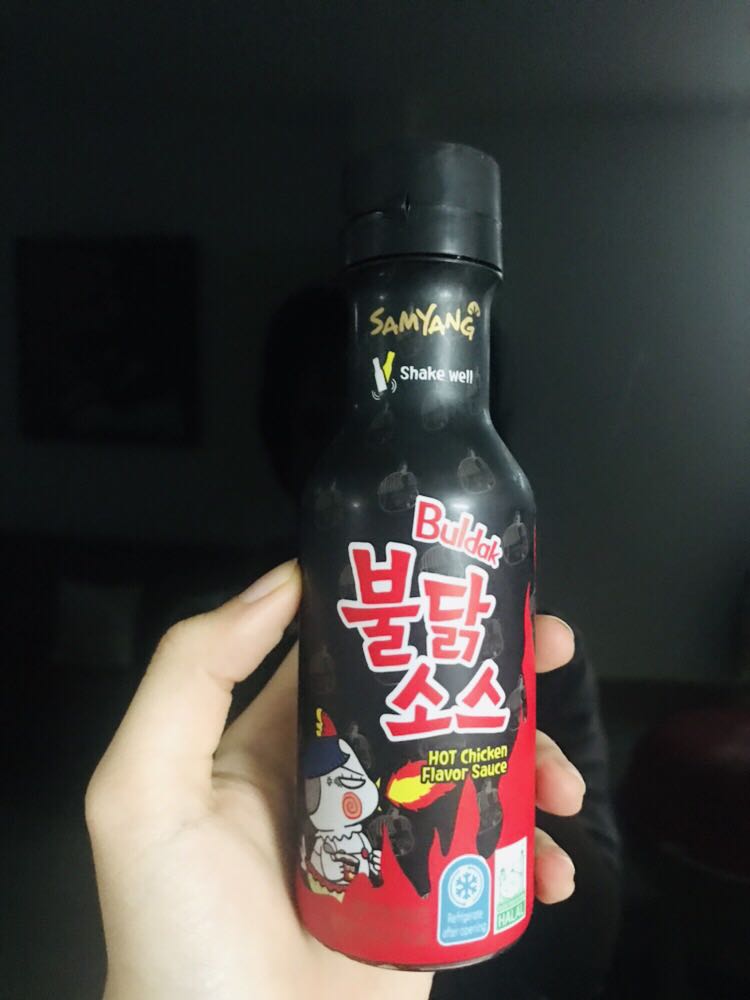 SAMYANG
Shake well
Buldak
불닭
소스
HOT Chicken
Flavor Sauce
Refrigerate
after opening
HALAL